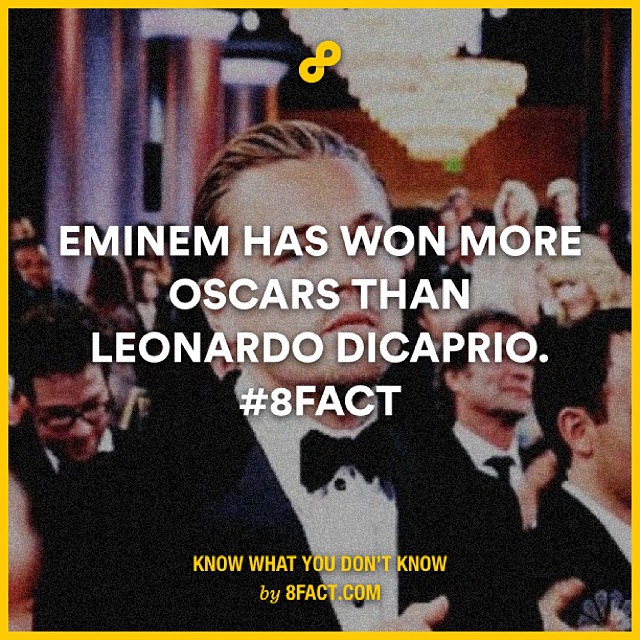 EMINEM HAS WON MORE
OSCARS THAN
LEONARDO DICAPRIO.
#8FACT
KNOW WHAT YOU DON'T KNOW
by 8FACT.COM